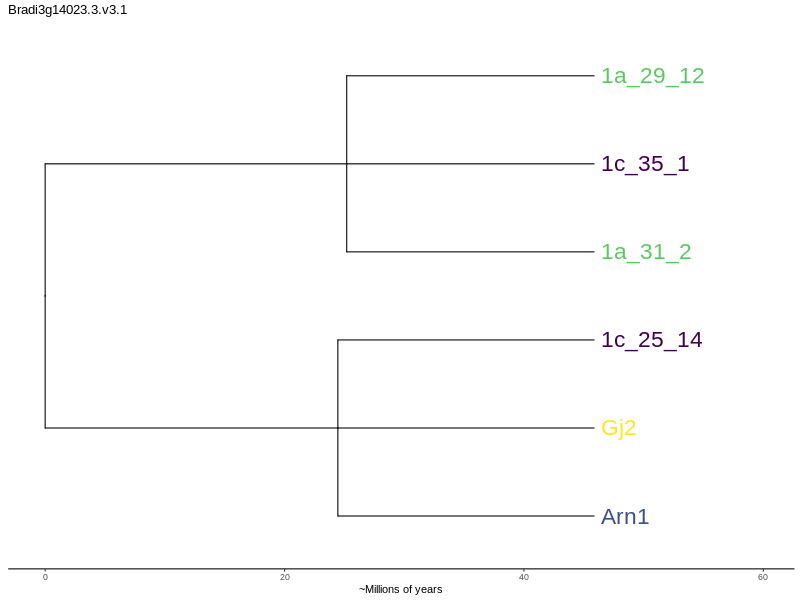 Bradi3g14023.3.v3.1
1a_29_12
1c_35_1
1a_31_2
1c_25_14
Gj2
Arn1
0 20 40 60
~Millions of years